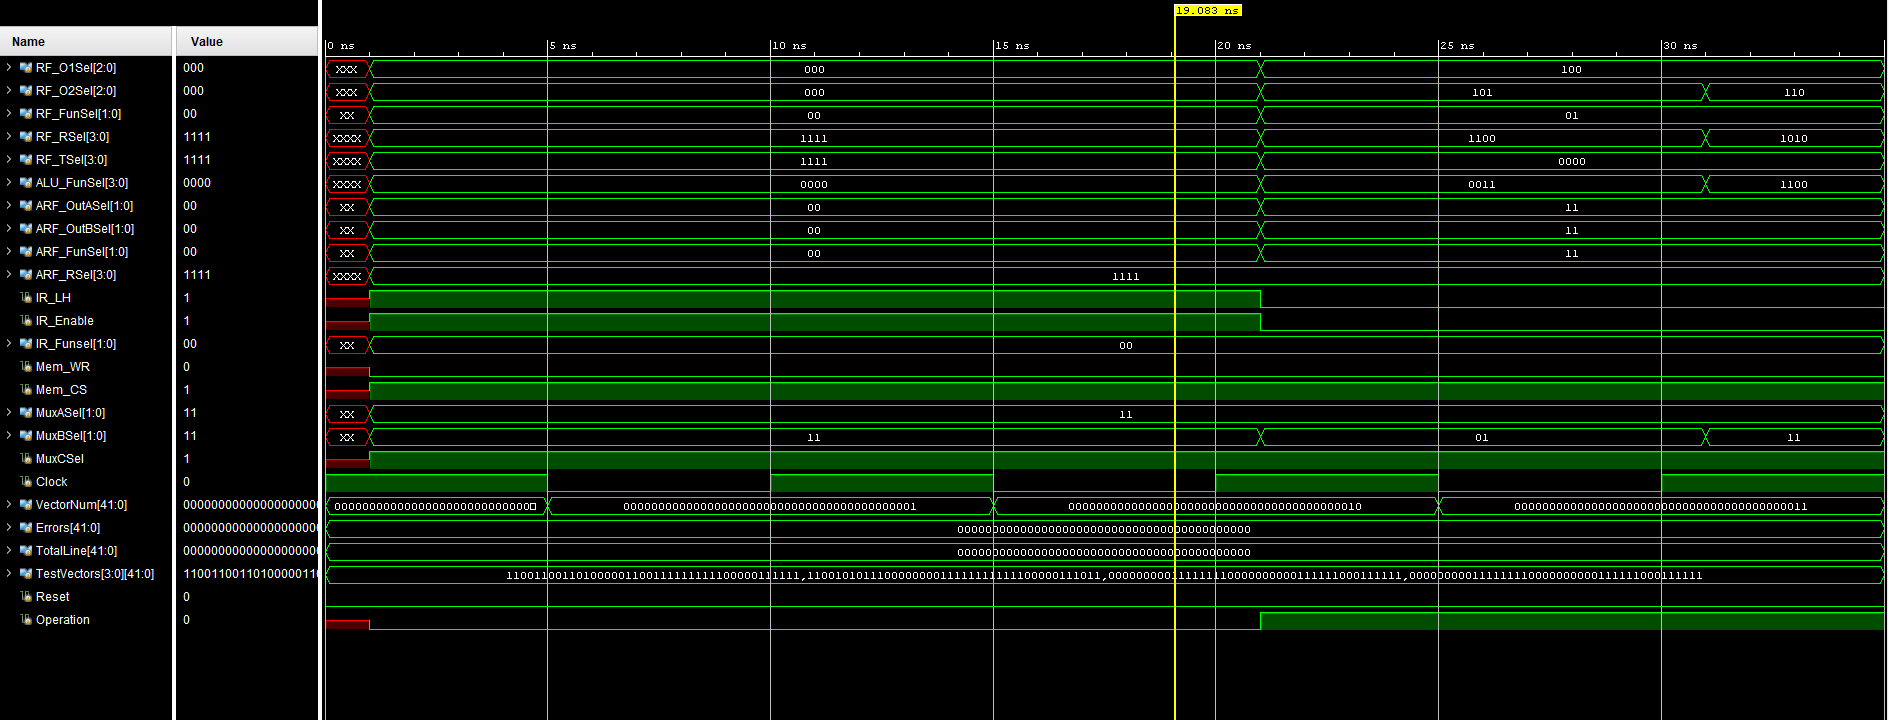 Name Value
0 ns 5 ns 10 ns 15 ns 19.083 ns 20 ns 25 ns 30 ns
RF_O1Sel[2:0] 000 XXX 000 100
RF_O2Sel[2:0] 000 XXX 000 101 110
RF_FunSel[1:0] 00 XX 00 01
RF_RSel[3:0] 1111 XXXX 1111 1100 1010
RF_TSel[3:0] 1111 XXXX 1111 0000
ALU_FunSel[3:0] 0000 XXXX 0000 0011 1100
ARF_OutASel[1:0] 00 XX 00 11
ARF_OutBSel[1:0] 00 XX 00 11
ARF_FunSel[1:0] 00 XX 00 11
ARF_RSel[3:0] 1111 XXXX 1111
IR_LH 1
IR_Enable 1
IR_Funsel[1:0] 00 XX 00
Mem_WR 0
Mem_CS 1
MuxASel[1:0] 11 XX 11
MuxBSel[1:0] 11 XX 11 01 11
MuxCSel 1
Clock 0
VectorNum[41:0] 00000000000000000000 0000000000000000000000000000□ 000000000000000000000000000000000000000001 000000000000000000000000000000000000000010 000000000000000000000000000000000000000011
Errors[41:0] 00000000000000000000 000000000000000000000000000000000000000000
TotalLine[41:0] 00000000000000000000 000000000000000000000000000000000000000000
TestVectors[3:0][41:0] 11001100110100000110 110011001101000001100111111111100000111111,110010101110000000011111111111100000111011,000000000111111110000000000111111000111111,000000000111111110000000000111111000111111
Reset 0
Operation 0